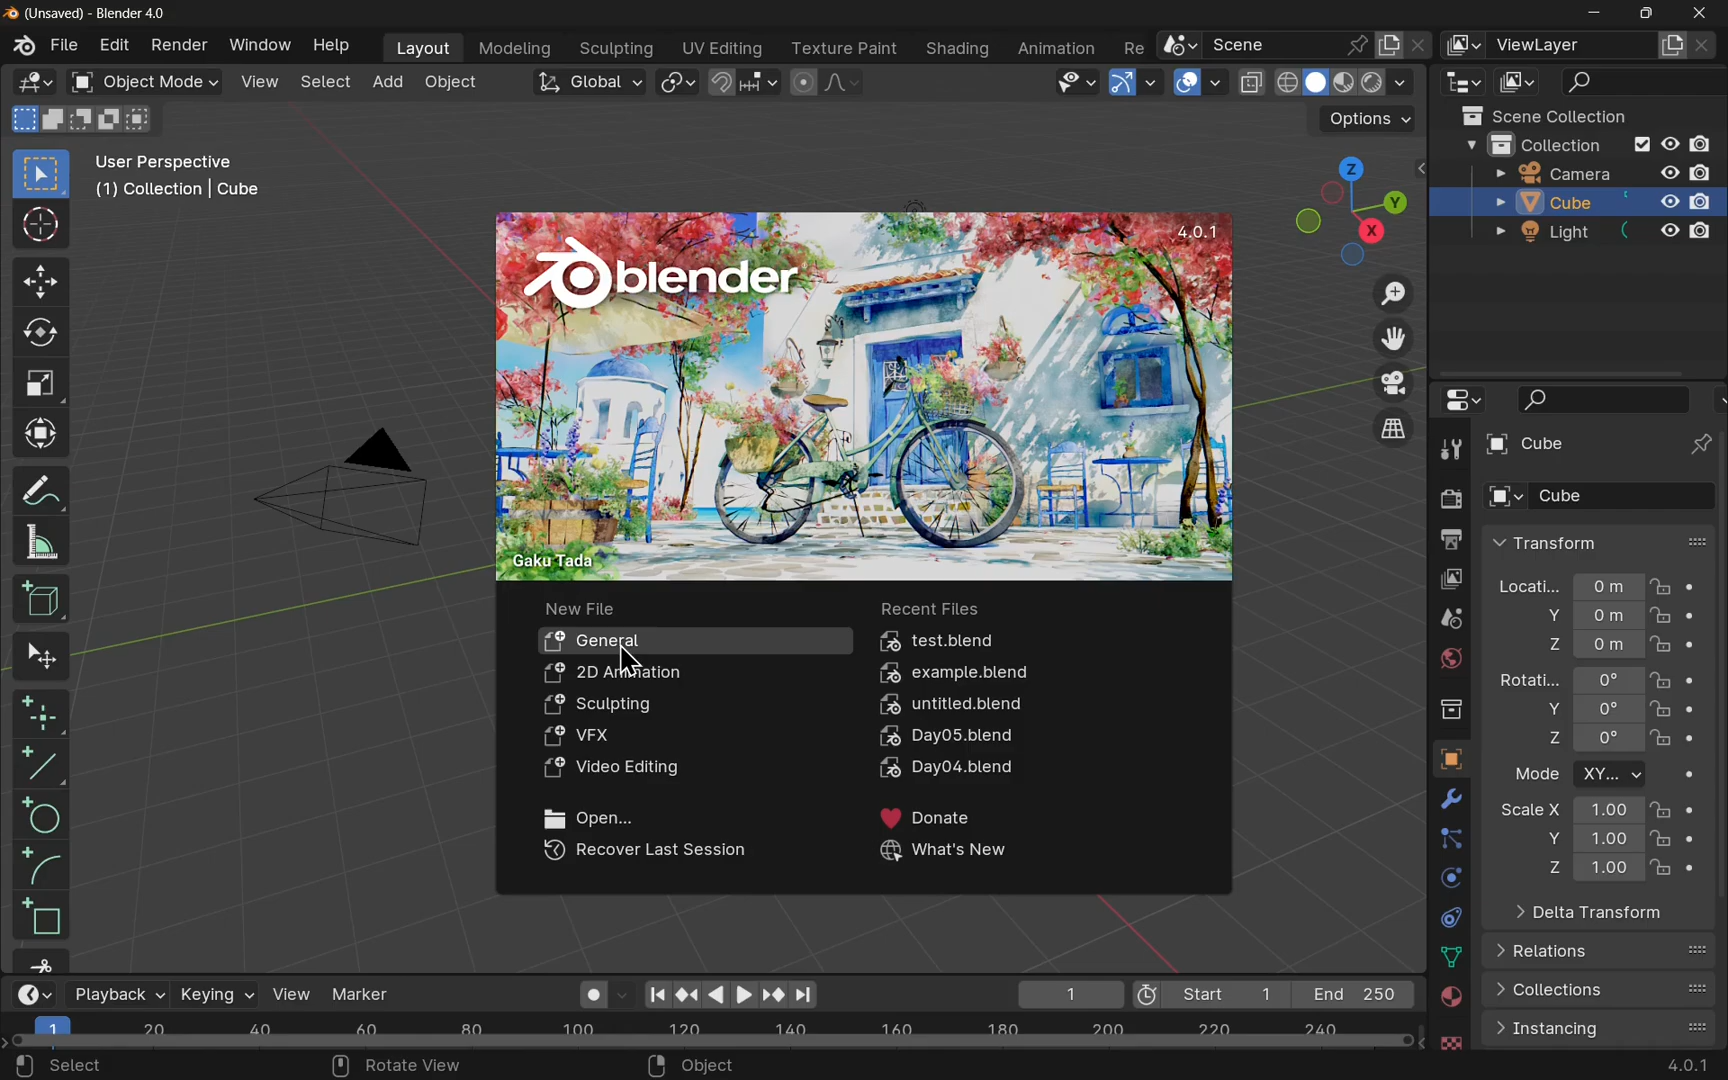 (Unsaved) - Blender 4.0
File Edit Render Window Help
Layout Modeling Sculpting UV Editing Texture Paint Shading Animation Re
Scene
ViewLayer
Object Mode View Select Add Object
Global
Options
User Perspective
(1) Collection | Cube
Z
Y
X
Scene Collection
Collection
Camera
Cube
Light
4.0.1
blender
Gaku Tada
New File
General
2D Animation
Sculpting
VFX
Video Editing
Open...
Recover Last Session
Recent Files
test.blend
example.blend
untitled.blend
Day05.blend
Day04.blend
Donate
What's New
Cube
Cube
Transform
Locati... 0 m
Y 0 m
Z 0 m
Rotati... 0°
Y 0°
Z 0°
Mode XY...
Scale X 1.00
Y 1.00
Z 1.00
Delta Transform
Relations
Collections
Instancing
Playback Keying View Marker
1
Start 1 End 250
1 20 40 60 80 100 120 140 160 180 200 220 240
Select Rotate View Object
4.0.1